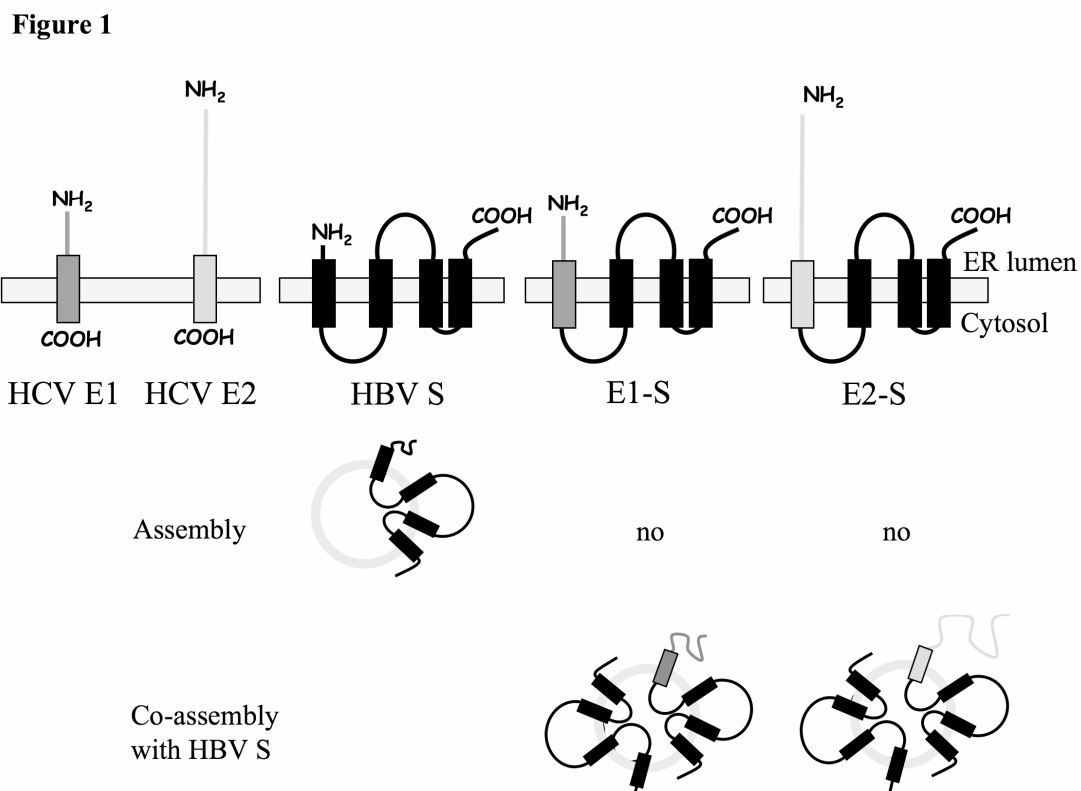 Figure 1
NH2
NH2
NH2
COOH
NH2
COOH
NH2
COOH
ER lumen
Cytosol
COOH
COOH
HCV E1
HCV E2
HBV S
E1-S
E2-S
Assembly
no
no
Co-assembly
with HBV S